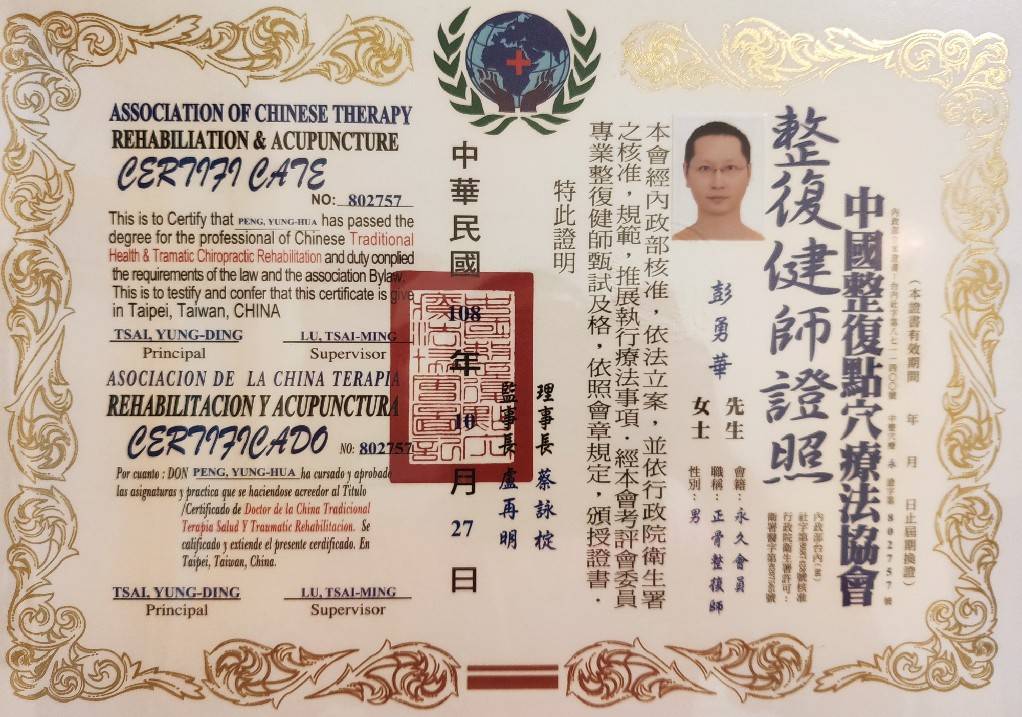 ASSOCIATION OF CHINESE THERAPY
REHABILIATION & ACUPUNCTURE
CERTIFICATE
NO: 802757
This is to Certify that PENG, YUNG-HUA has passed the
degree for the professional of Chinese Traditional
Health & Tramatic Chiropractic Rehabilitation and duty conplied
the requirements of the law and the association Bylaw.
This is to testify and confer that this certificate is give
in Taipei, Taiwan, CHINA
TSAI, YUNG-DING LU, TSAI-MING
Principal Supervisor
ASOCIACION DE LA CHINA TERAPIA
REHABILITACION Y ACUPUNCTURA
CERTIFICADO NO: 802757
Por cuanto : DON PENG, YUNG-HUA ha cursado y aprobado
las asignaturas y practica que se haciendose acreedor al Titulo
/Certificado de Doctor de la China Tradicional
Terapia Salud Y Traumatic Rehabilitacion. Se
calificado y extiende el presente certificado. En
Taipei, Taiwan, China.
TSAI, YUNG-DING LU, TSAI-MING
Principal Supervisor
(本證書有效期間 年 月 日止屆期換證)
中國整復點穴療法協會
整復健師證照
彭勇華 先生
女士
會籍:永久會員
職稱:正骨整復師
性別:男
本會經內政部核准,依法立案,並依行政院衛生署
之核准,規範,推展執行療法事項.經本會考評會委員
專業整復健師甄試及格,依照會章規定,頒授證書.
特此證明
理事長 蔡詠椗
監事長 盧再明
中華民國 108 年 10 月 27 日